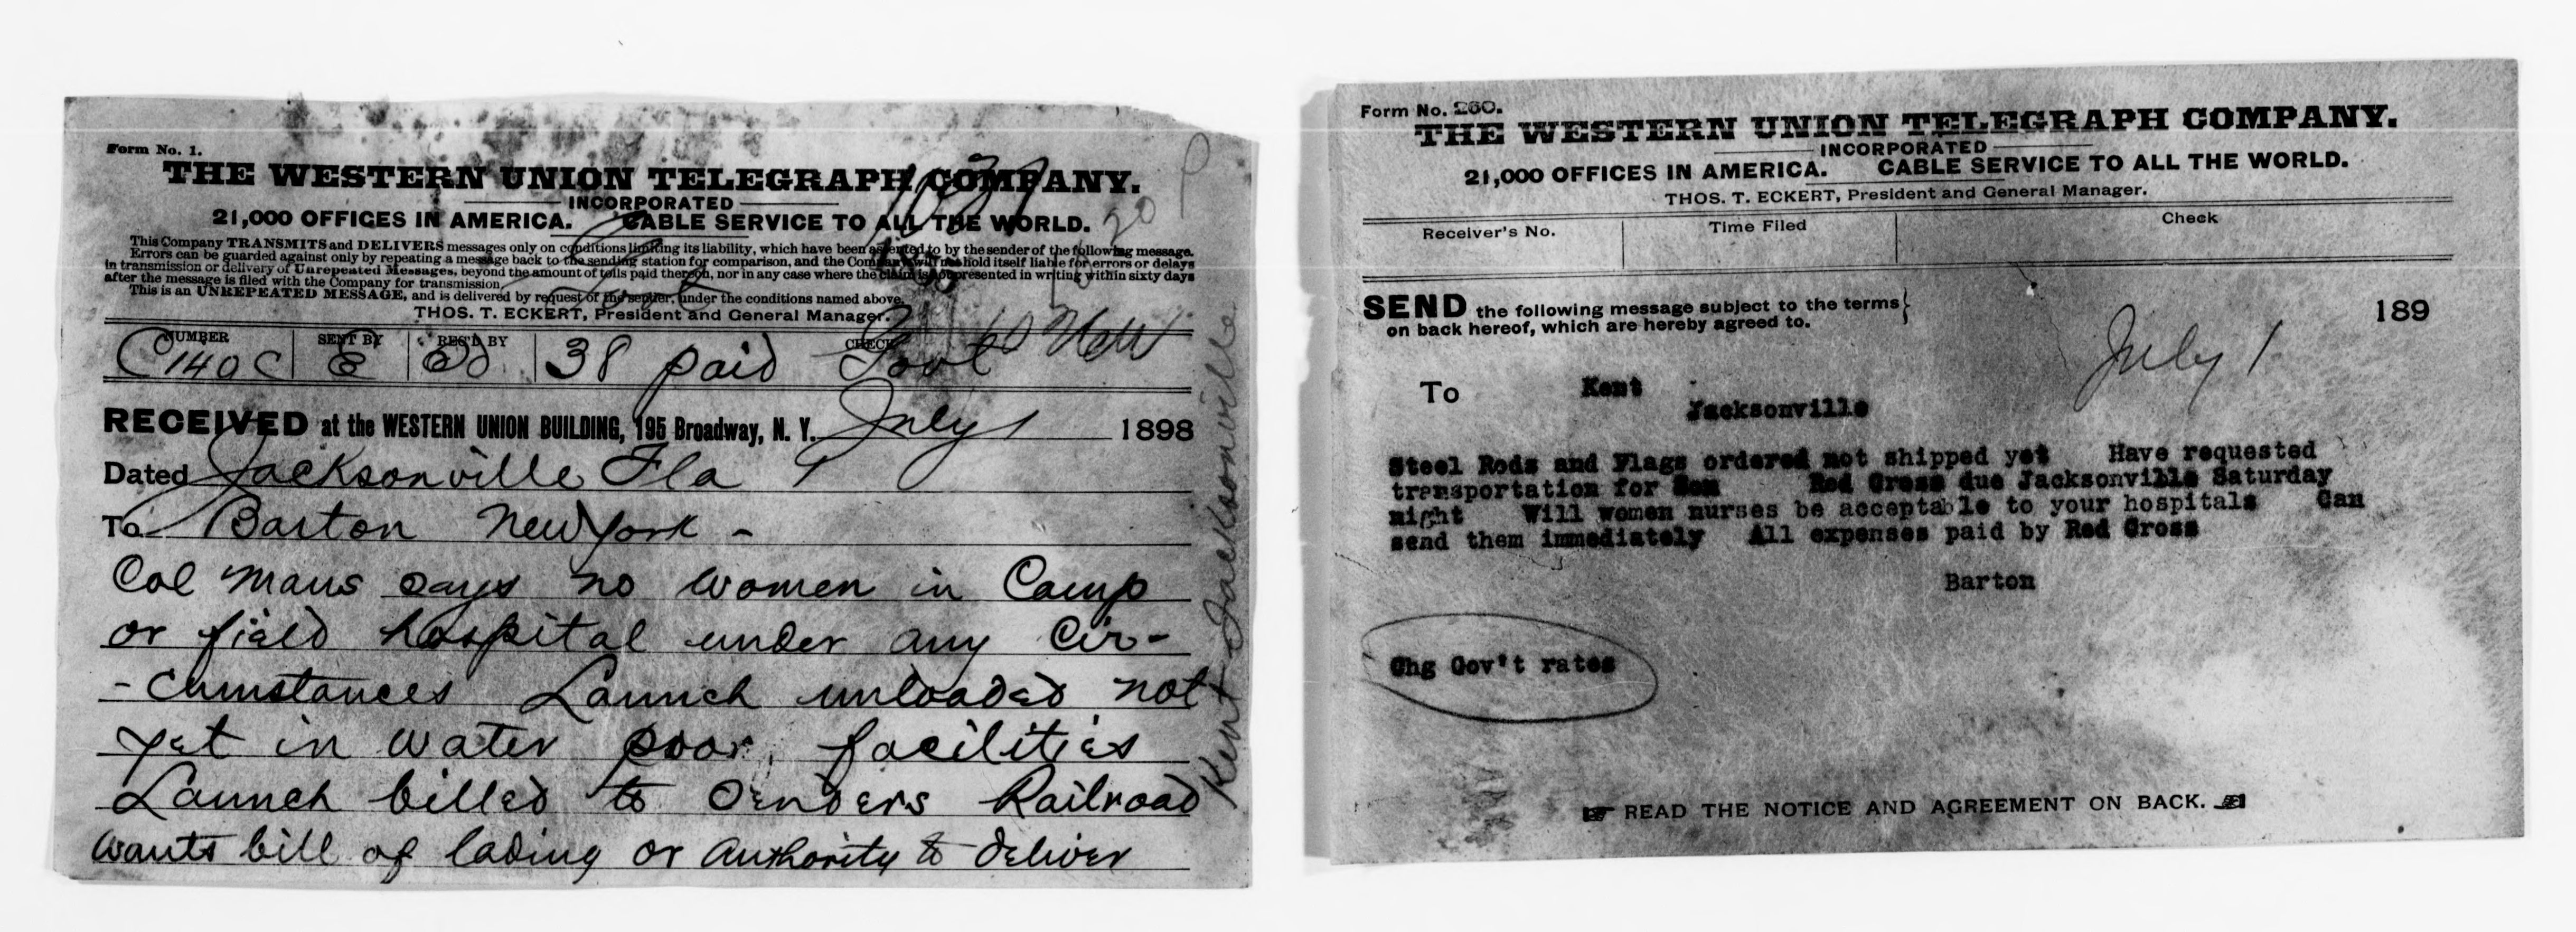 Form No. 1.
THE WESTERN UNION TELEGRAPH COMPANY.
INCORPORATED
21,000 OFFICES IN AMERICA. CABLE SERVICE TO ALL THE WORLD.
This Company TRANSMITS and DELIVERS messages only on conditions limiting its liability, which have been assented to by the sender of the following message.
Errors can be guarded against only by repeating a message back to the sending station for comparison, and the Company will not hold itself liable for errors or delays
in transmission or delivery of Unrepeated Messages, beyond the amount of tolls paid thereon, nor in any case where the claim is not presented in writing within sixty days
after the message is filed with the Company for transmission.
This is an UNREPEATED MESSAGE, and is delivered by request of the sender, under the conditions named above.
THOS. T. ECKERT, President and General Manager.
NUMBER SENT BY REC'D BY CHECK
C140 C 38 paid Govt
RECEIVED at the WESTERN UNION BUILDING, 195 Broadway, N. Y. July 1 1898
Dated Jacksonville Fla 1
To Barton New York -
Col Maus says no women in Camp
or field hospital under any Cir-
-cumstances Launch unloaded not
yet in water poor facilities
Launch billed to Oenders Railroad
wants bill of lading or authority to deliver
Kent Jacksonville
Form No. 260.
THE WESTERN UNION TELEGRAPH COMPANY.
INCORPORATED
21,000 OFFICES IN AMERICA. CABLE SERVICE TO ALL THE WORLD.
THOS. T. ECKERT, President and General Manager.
Receiver's No. Time Filed Check
SEND the following message subject to the terms
on back hereof, which are hereby agreed to.
189
July 1
To Kent
Jacksonville
Steel Rods and Flags ordered not shipped yet Have requested
transportation for Red Cross due Jacksonville Saturday
night Will women nurses be acceptable to your hospitals Can
send them immediately All expenses paid by Red Cross
Barton
Chg Gov't rates
READ THE NOTICE AND AGREEMENT ON BACK.